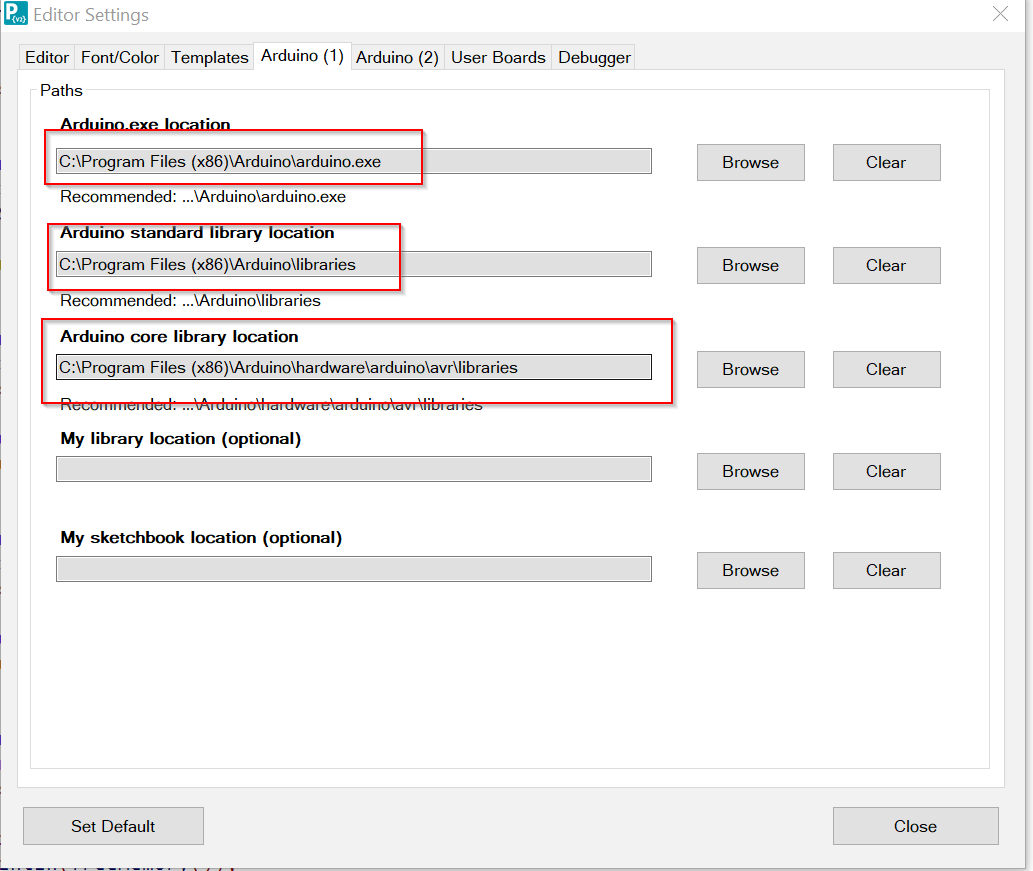 P {v2} Editor Settings
Editor Font/Color Templates Arduino (1) Arduino (2) User Boards Debugger
Paths
Arduino.exe location
C:\Program Files (x86)\Arduino\arduino.exe Browse Clear
Recommended: ...\Arduino\arduino.exe
Arduino standard library location
C:\Program Files (x86)\Arduino\libraries Browse Clear
Recommended: ...\Arduino\libraries
Arduino core library location
C:\Program Files (x86)\Arduino\hardware\arduino\avr\libraries Browse Clear
Recommended: ...\Arduino\hardware\arduino\avr\libraries
My library location (optional)
Browse Clear
My sketchbook location (optional)
Browse Clear
Set Default Close